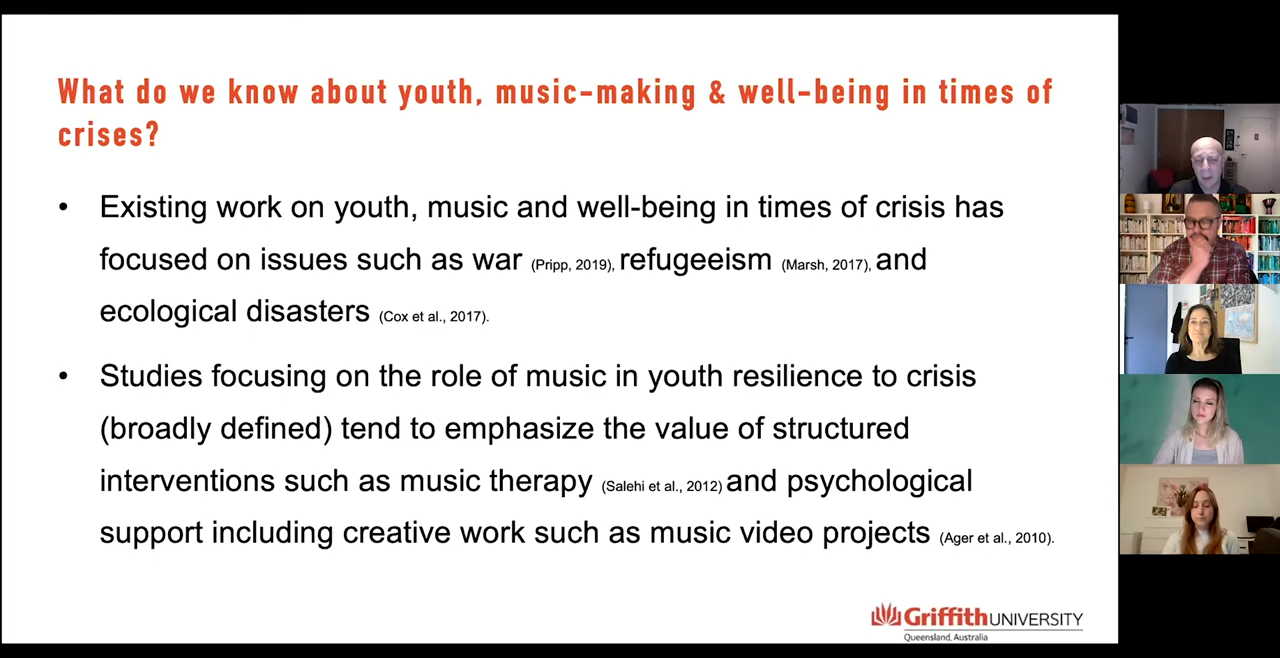 What do we know about youth, music-making & well-being in times of
crises?
• Existing work on youth, music and well-being in times of crisis has
focused on issues such as war (Pripp, 2019), refugeeism (Marsh, 2017), and
ecological disasters (Cox et al., 2017).
• Studies focusing on the role of music in youth resilience to crisis
(broadly defined) tend to emphasize the value of structured
interventions such as music therapy (Salehi et al., 2012) and psychological
support including creative work such as music video projects (Ager et al., 2010).
Griffith UNIVERSITY
Queensland, Australia